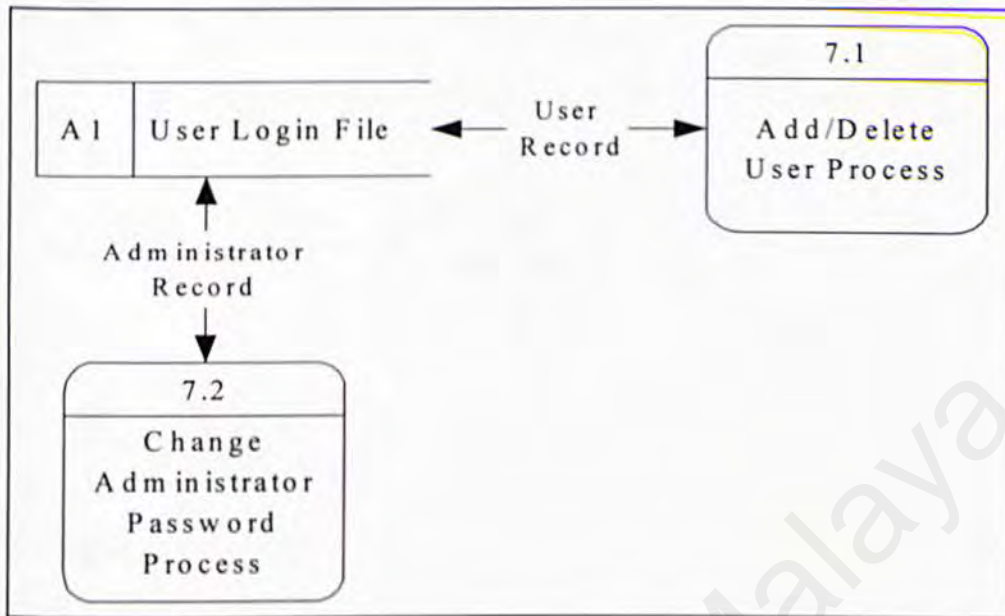 7.1
A1
User Login File
User
Record
Add/Delete
User Process
Administrator
Record
7.2
Change
Administrator
Password
Process
Malaya